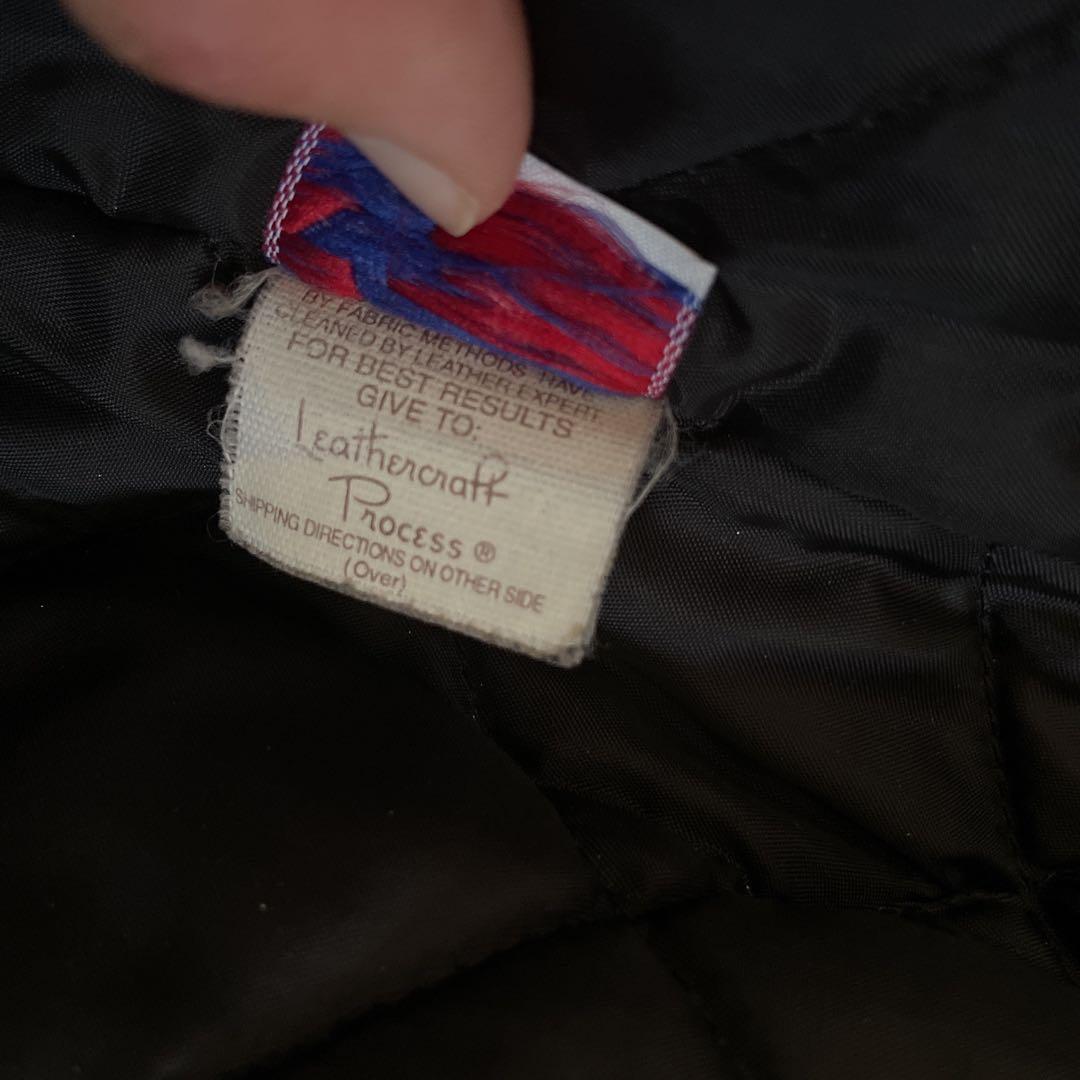 BY FABRIC METHODS. HAVE
CLEANED BY LEATHER EXPERT
FOR BEST RESULTS
GIVE TO:
Leathercraft
Process ®
SHIPPING DIRECTIONS ON OTHER SIDE
(Over)